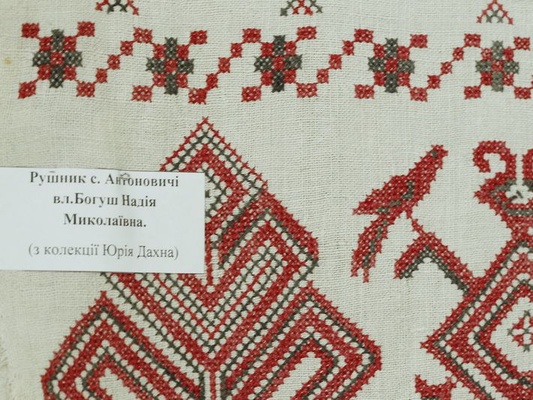 Рушник с. Антоновичі
вл.Богуш Надія
Миколаївна.
(з колекції Юрія Дахна)